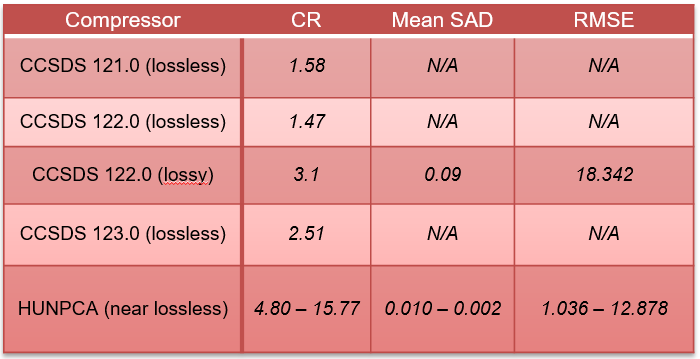 Compressor CR Mean SAD RMSE
CCSDS 121.0 (lossless) 1.58 N/A N/A
CCSDS 122.0 (lossless) 1.47 N/A N/A
CCSDS 122.0 (lossy) 3.1 0.09 18.342
CCSDS 123.0 (lossless) 2.51 N/A N/A
HUNPCA (near lossless) 4.80 – 15.77 0.010 – 0.002 1.036 – 12.878